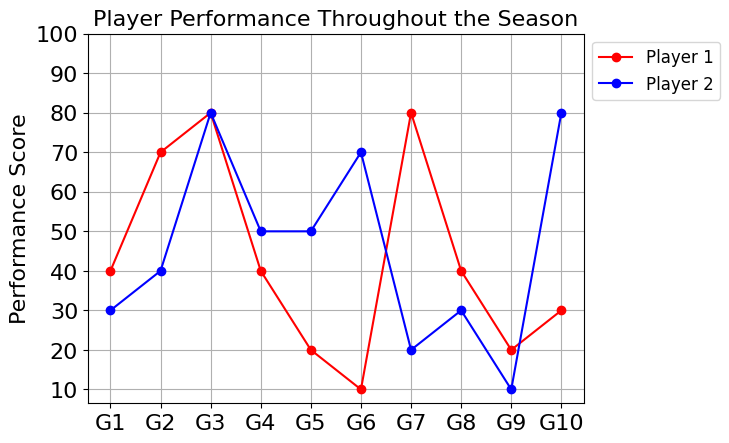 Player Performance Throughout the Season
Performance Score
100
90
80
70
60
50
40
30
20
10
G1 G2 G3 G4 G5 G6 G7 G8 G9 G10
Player 1
Player 2